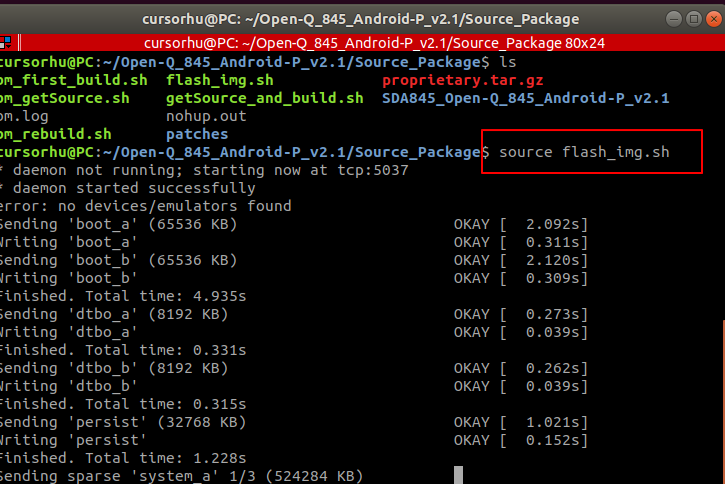 cursorhu@PC: ~/Open-Q_845_Android-P_v2.1/Source_Package
cursorhu@PC: ~/Open-Q_845_Android-P_v2.1/Source_Package 80x24
cursorhu@PC:~/Open-Q_845_Android-P_v2.1/Source_Package$ ls
om_first_build.sh flash_img.sh proprietary.tar.gz
om_getSource.sh getSource_and_build.sh SDA845_Open-Q_845_Android-P_v2.1
om.log nohup.out
om_rebuild.sh patches
cursorhu@PC:~/Open-Q_845_Android-P_v2.1/Source_Package$ source flash_img.sh
* daemon not running; starting now at tcp:5037
* daemon started successfully
error: no devices/emulators found
Sending 'boot_a' (65536 KB) OKAY [ 2.092s]
Writing 'boot_a' OKAY [ 0.311s]
Sending 'boot_b' (65536 KB) OKAY [ 2.120s]
Writing 'boot_b' OKAY [ 0.309s]
Finished. Total time: 4.935s
Sending 'dtbo_a' (8192 KB) OKAY [ 0.273s]
Writing 'dtbo_a' OKAY [ 0.039s]
Finished. Total time: 0.331s
Sending 'dtbo_b' (8192 KB) OKAY [ 0.262s]
Writing 'dtbo_b' OKAY [ 0.039s]
Finished. Total time: 0.315s
Sending 'persist' (32768 KB) OKAY [ 1.021s]
Writing 'persist' OKAY [ 0.152s]
Finished. Total time: 1.228s
Sending sparse 'system_a' 1/3 (524284 KB)